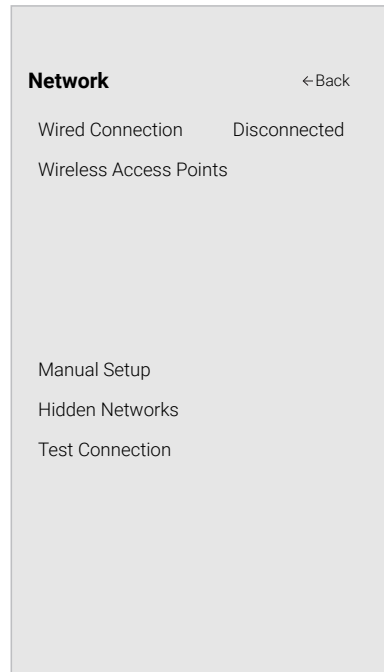 Network ←Back
Wired Connection Disconnected
Wireless Access Points
Manual Setup
Hidden Networks
Test Connection